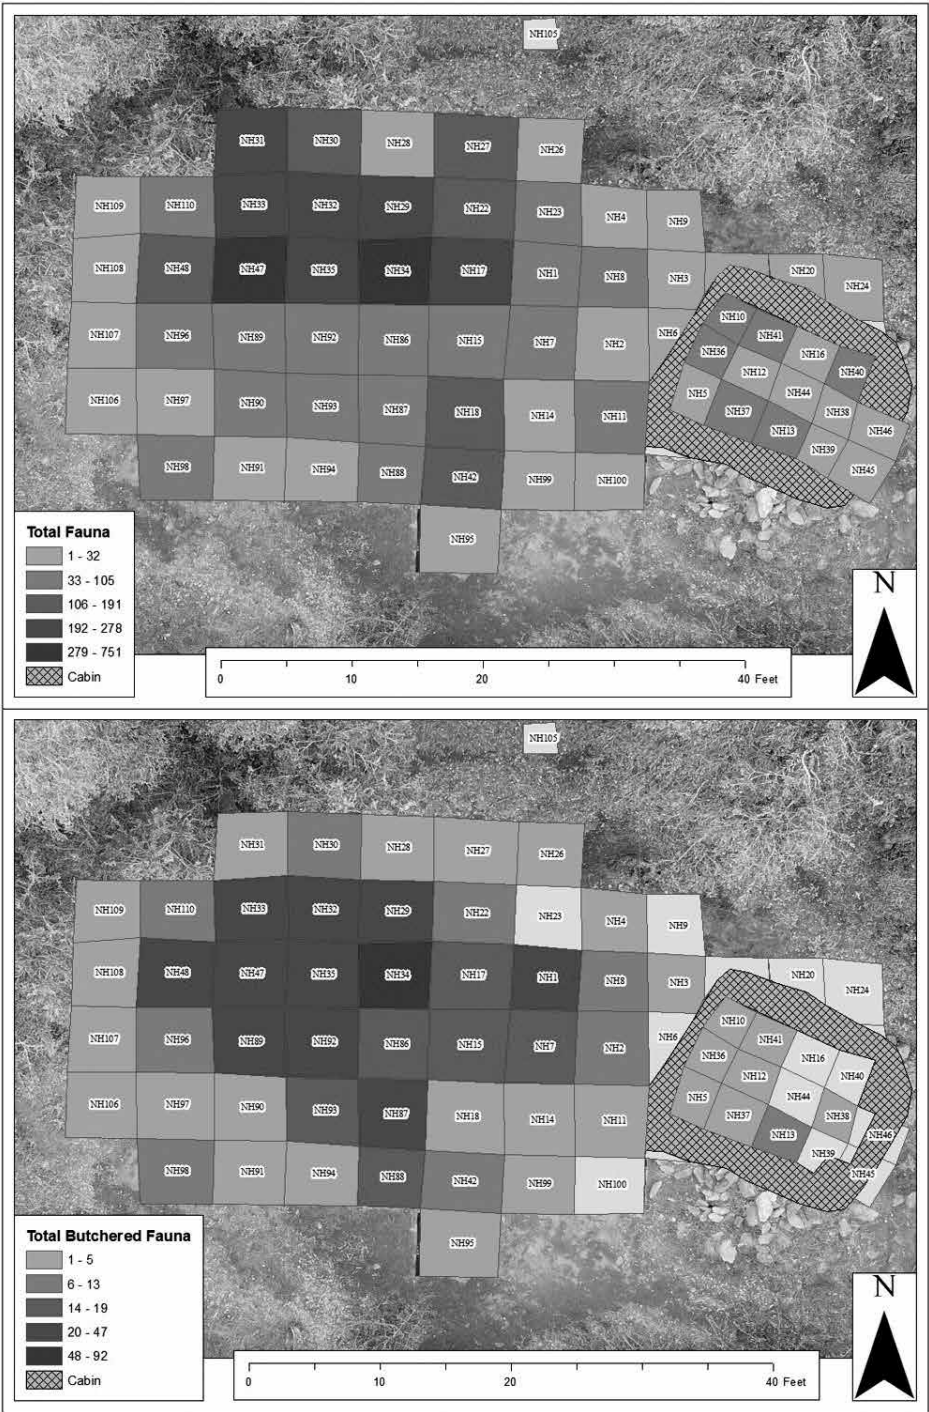 NH105
NH31 NH30 NH28 NH27 NH26
NH109 NH110 NH33 NH32 NH29 NH22 NH23 NH4 NH9
NH108 NH48 NH47 NH35 NH34 NH17 NH1 NH8 NH3 NH20 NH24
NH107 NH96 NH89 NH92 NH86 NH15 NH7 NH2 NH6 NH10 NH41 NH16
NH36 NH12 NH40
NH106 NH97 NH90 NH93 NH87 NH18 NH14 NH11 NH5 NH37 NH44 NH38
NH13 NH39 NH46
NH98 NH91 NH94 NH88 NH42 NH99 NH100 NH45
NH95
Total Fauna
1 - 32
33 - 105
106 - 191
192 - 278
279 - 751
Cabin
0 10 20 40 Feet
N
NH105
NH31 NH30 NH28 NH27 NH26
NH109 NH110 NH33 NH32 NH29 NH22 NH23 NH4 NH9
NH108 NH48 NH47 NH35 NH34 NH17 NH1 NH8 NH3 NH20 NH24
NH107 NH96 NH89 NH92 NH86 NH15 NH7 NH2 NH6 NH10 NH41 NH16
NH36 NH12 NH40
NH106 NH97 NH90 NH93 NH87 NH18 NH14 NH11 NH5 NH37 NH44 NH38
NH13 NH39 NH46
NH98 NH91 NH94 NH88 NH42 NH99 NH100 NH45
NH95
Total Butchered Fauna
1 - 5
6 - 13
14 - 19
20 - 47
48 - 92
Cabin
0 10 20 40 Feet
N